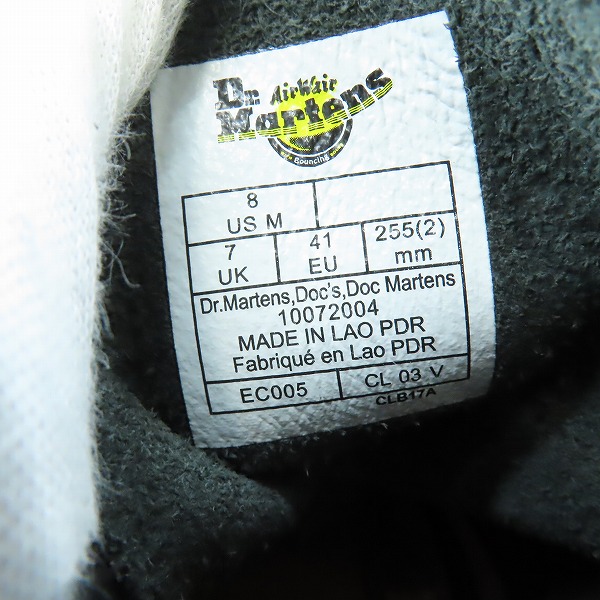 Dr. AirWair
Martens
Bouncing
8
US M
7
UK
41
EU
255(2)
mm
Dr.Martens,Doc's,Doc Martens
10072004
MADE IN LAO PDR
Fabriqué en Lao PDR
EC005
CL 03 V
CLB17A